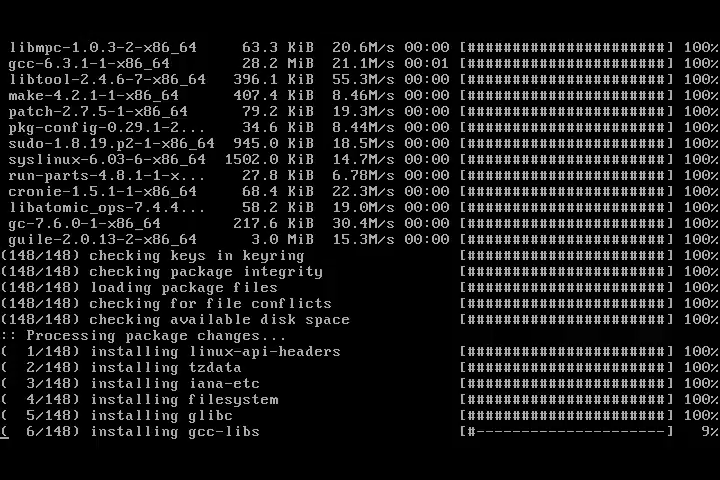 libmpc-1.0.3-2-x86_64 63.3 KiB 20.6M/s 00:00 [######################] 100%
gcc-6.3.1-1-x86_64 28.2 MiB 21.1M/s 00:01 [######################] 100%
libtool-2.4.6-7-x86_64 396.1 KiB 55.3M/s 00:00 [######################] 100%
make-4.2.1-1-x86_64 407.4 KiB 8.46M/s 00:00 [######################] 100%
patch-2.7.5-1-x86_64 79.2 KiB 19.3M/s 00:00 [######################] 100%
pkg-config-0.29.1-2... 34.6 KiB 8.44M/s 00:00 [######################] 100%
sudo-1.8.19.p2-1-x86_64 945.0 KiB 18.5M/s 00:00 [######################] 100%
syslinux-6.03-6-x86_64 1502.0 KiB 14.7M/s 00:00 [######################] 100%
run-parts-4.8.1-1-x... 27.8 KiB 6.78M/s 00:00 [######################] 100%
cronie-1.5.1-1-x86_64 68.4 KiB 22.3M/s 00:00 [######################] 100%
libatomic_ops-7.4.4... 58.2 KiB 19.0M/s 00:00 [######################] 100%
gc-7.6.0-1-x86_64 217.6 KiB 30.4M/s 00:00 [######################] 100%
guile-2.0.13-2-x86_64 3.0 MiB 15.3M/s 00:00 [######################] 100%
(148/148) checking keys in keyring [######################] 100%
(148/148) checking package integrity [######################] 100%
(148/148) loading package files [######################] 100%
(148/148) checking for file conflicts [######################] 100%
(148/148) checking available disk space [######################] 100%
:: Processing package changes...
( 1/148) installing linux-api-headers [######################] 100%
( 2/148) installing tzdata [######################] 100%
( 3/148) installing iana-etc [######################] 100%
( 4/148) installing filesystem [######################] 100%
( 5/148) installing glibc [######################] 100%
( 6/148) installing gcc-libs [#---------------------] 9%